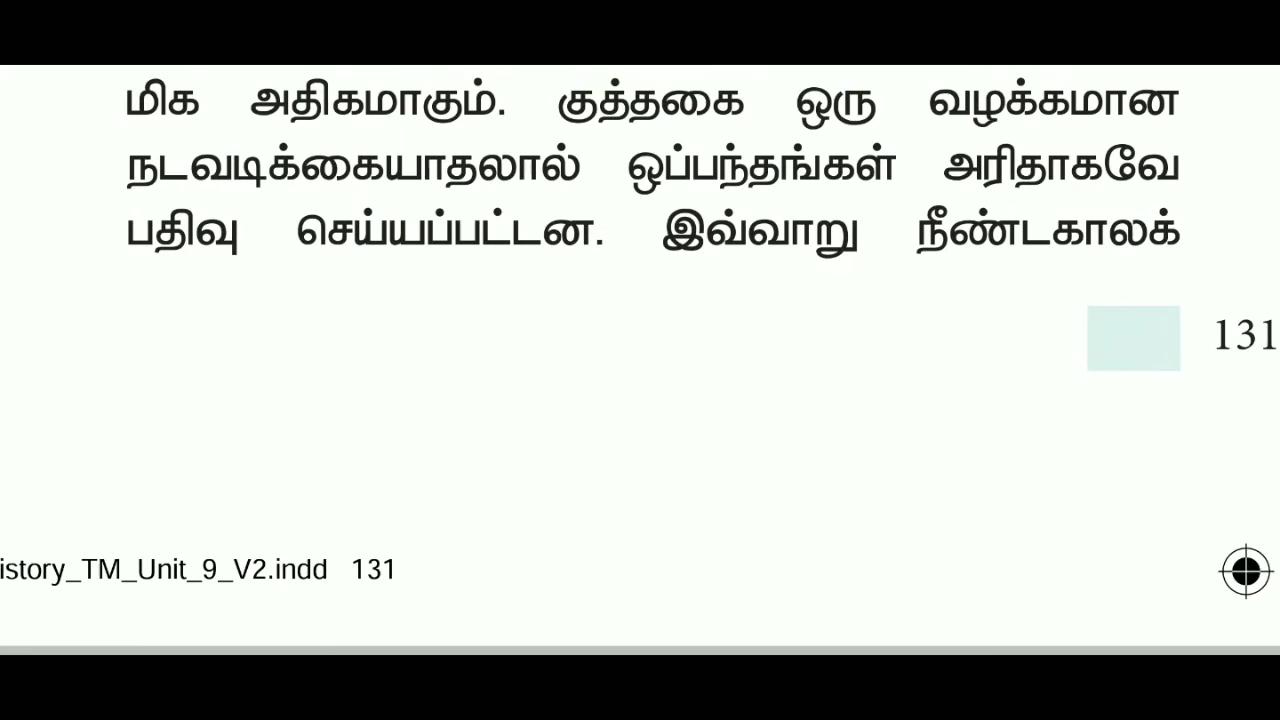 மிக அதிகமாகும். குத்தகை ஒரு வழக்கமான
நடவடிக்கையாதலால் ஒப்பந்தங்கள் அரிதாகவே
பதிவு செய்யப்பட்டன. இவ்வாறு நீண்டகாலக்
131
istory_TM_Unit_9_V2.indd 131